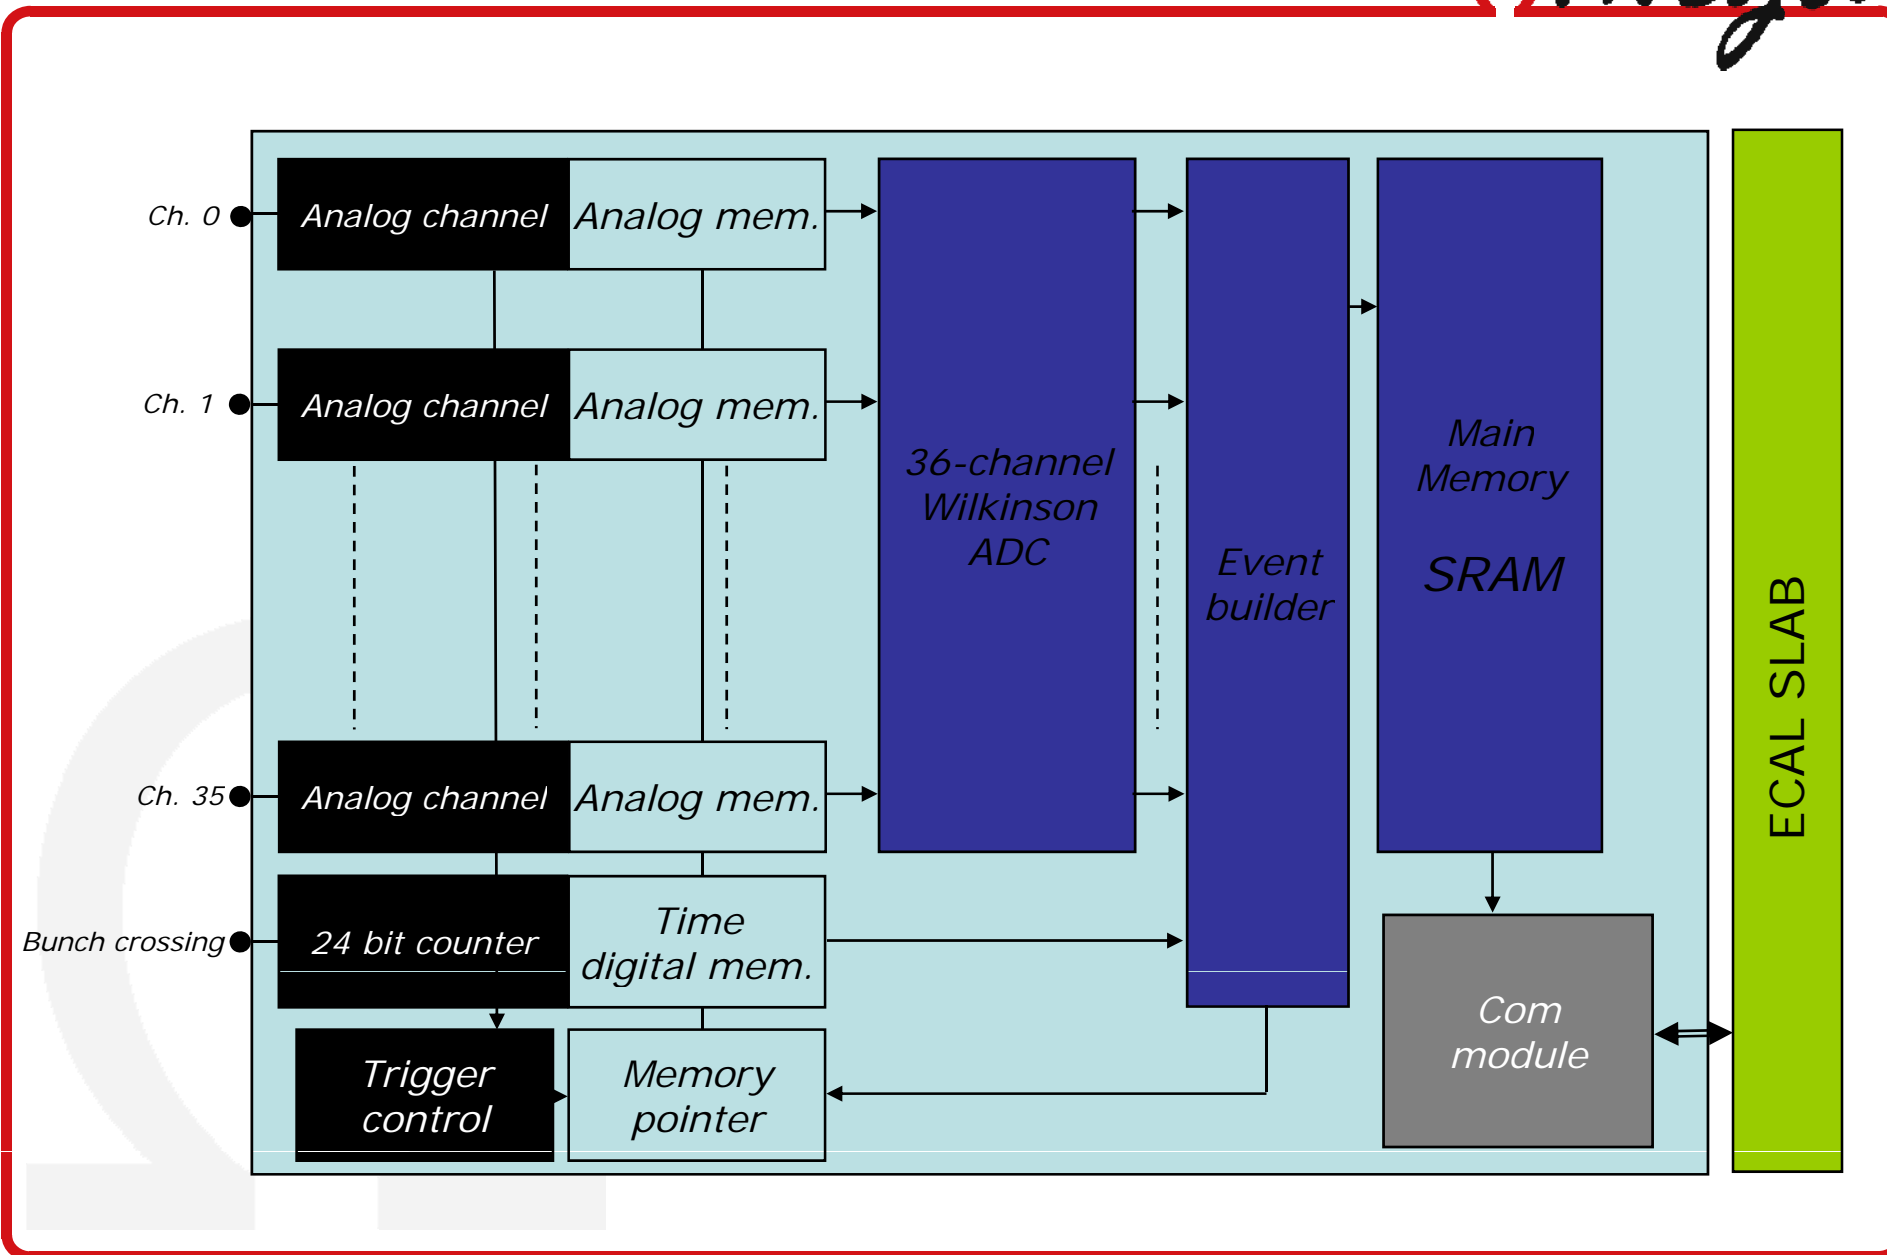 Ch. 0
Analog channel
Analog mem.
Ch. 1
Analog channel
Analog mem.
36-channel
Wilkinson
ADC
Event
builder
Main
Memory
SRAM
ECAL SLAB
Ch. 35
Analog channel
Analog mem.
Bunch crossing
24 bit counter
Time
digital mem.
Trigger
control
Memory
pointer
Com
module